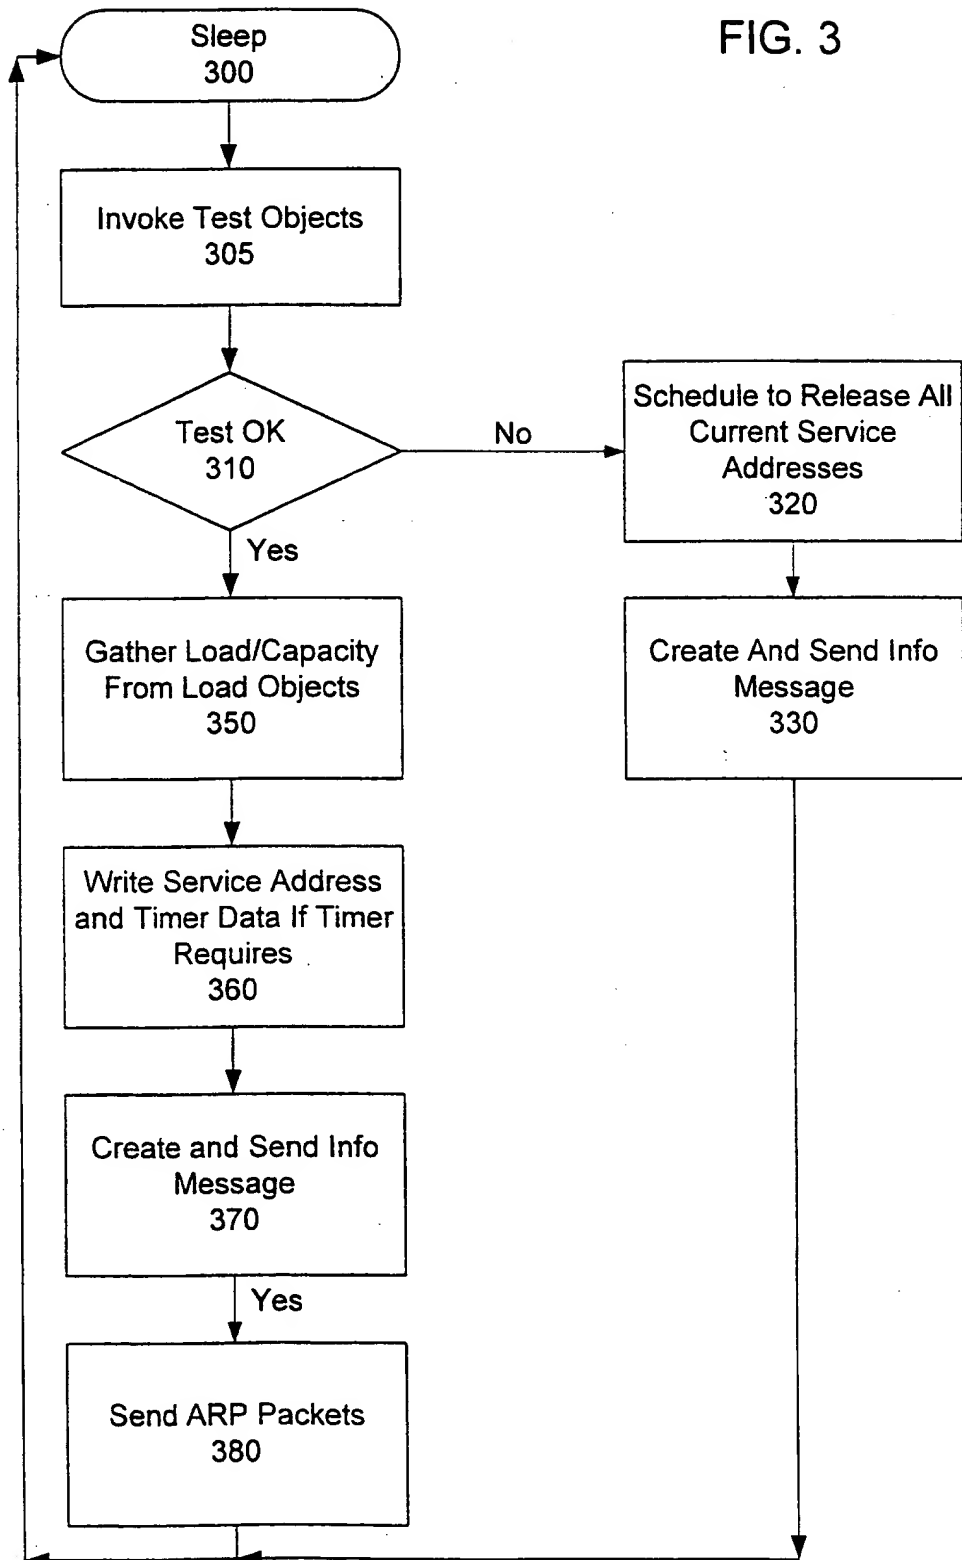 FIG. 3
Sleep
300
Invoke Test Objects
305
Test OK
310
No
Yes
Schedule to Release All
Current Service
Addresses
320
Create And Send Info
Message
330
Gather Load/Capacity
From Load Objects
350
Write Service Address
and Timer Data If Timer
Requires
360
Create and Send Info
Message
370
Yes
Send ARP Packets
380